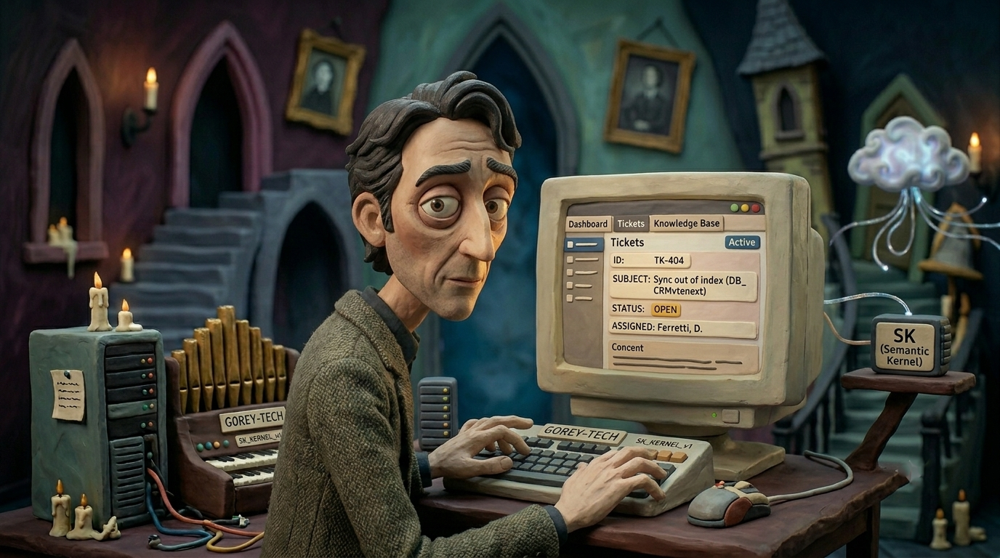 Dashboard
Tickets
Knowledge Base
Tickets
Active
ID: TK-404
SUBJECT: Sync out of index (DB_
CRMvtenext)
STATUS: OPEN
ASSIGNED: Ferretti, D.
Concent
SK
(Semantic
Kernel)
GOREY-TECH
SK_KERNEL_v1
GOREY-TECH
SK_KERNEL_v1